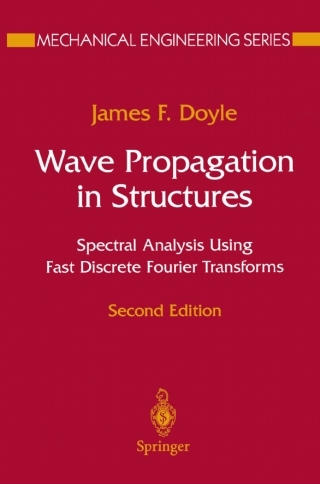 MECHANICAL ENGINEERING SERIES
James F. Doyle
Wave Propagation
in Structures
Spectral Analysis Using
Fast Discrete Fourier Transforms
Second Edition
Springer